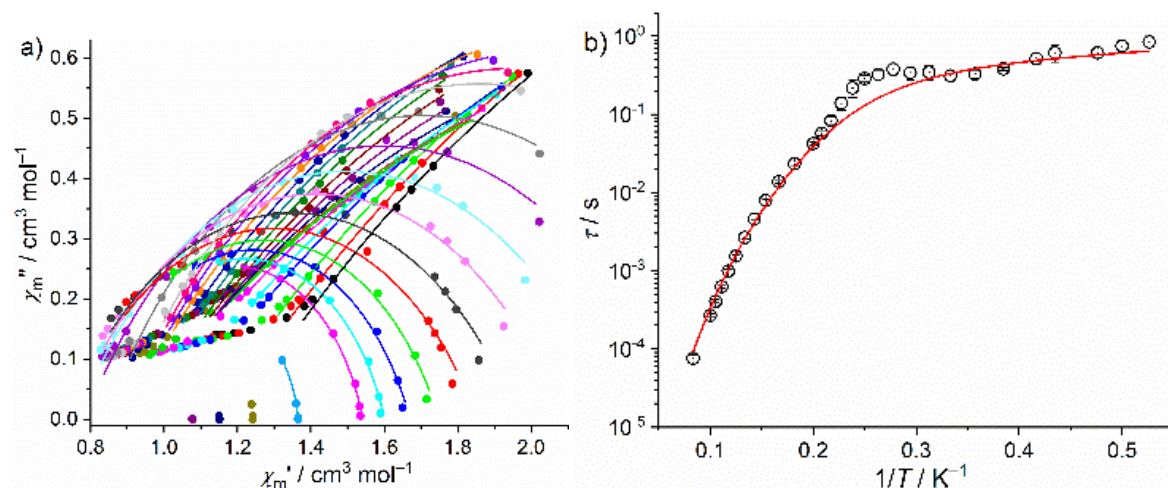 a)
χm'' / cm³ mol⁻¹
0.6
0.5
0.4
0.3
0.2
0.1
0.0
0.8 1.0 1.2 1.4 1.6 1.8 2.0
χm' / cm³ mol⁻¹
b)
τ / s
10⁰
10⁻¹
10⁻²
10⁻³
10⁻⁴
10⁻⁵
0.1 0.2 0.3 0.4 0.5
1/T / K⁻¹